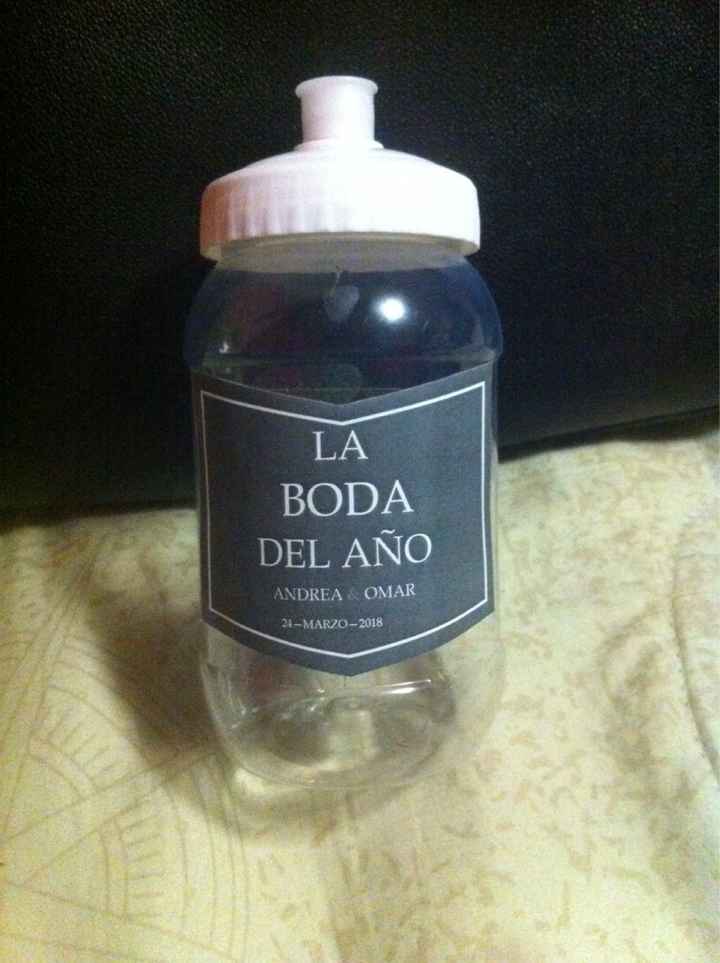 LA
BODA
DEL AÑO
ANDREA & OMAR
24–MARZO–2018